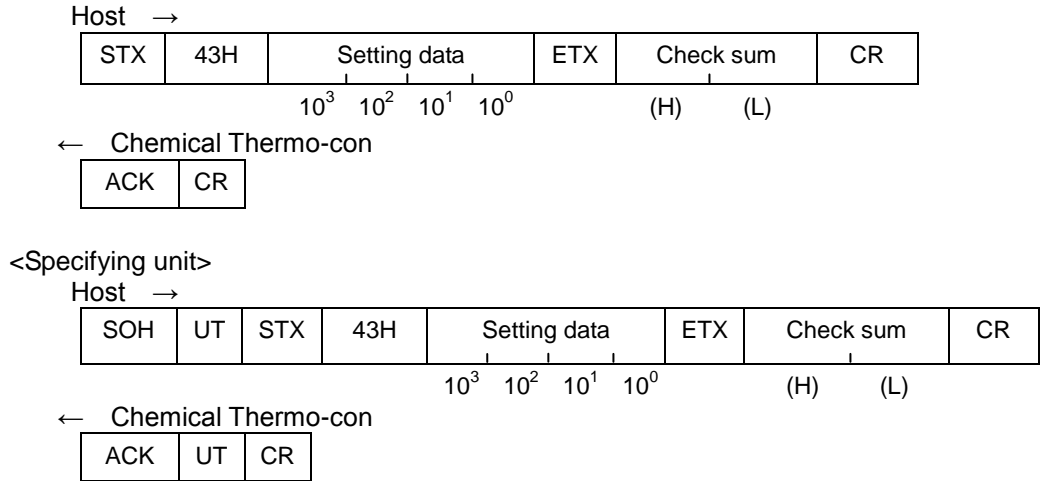 Host →
STX 43H Setting data ETX Check sum CR
10³ 10² 10¹ 10⁰ (H) (L)
← Chemical Thermo-con
ACK CR
<Specifying unit>
Host →
SOH UT STX 43H Setting data ETX Check sum CR
10³ 10² 10¹ 10⁰ (H) (L)
← Chemical Thermo-con
ACK UT CR